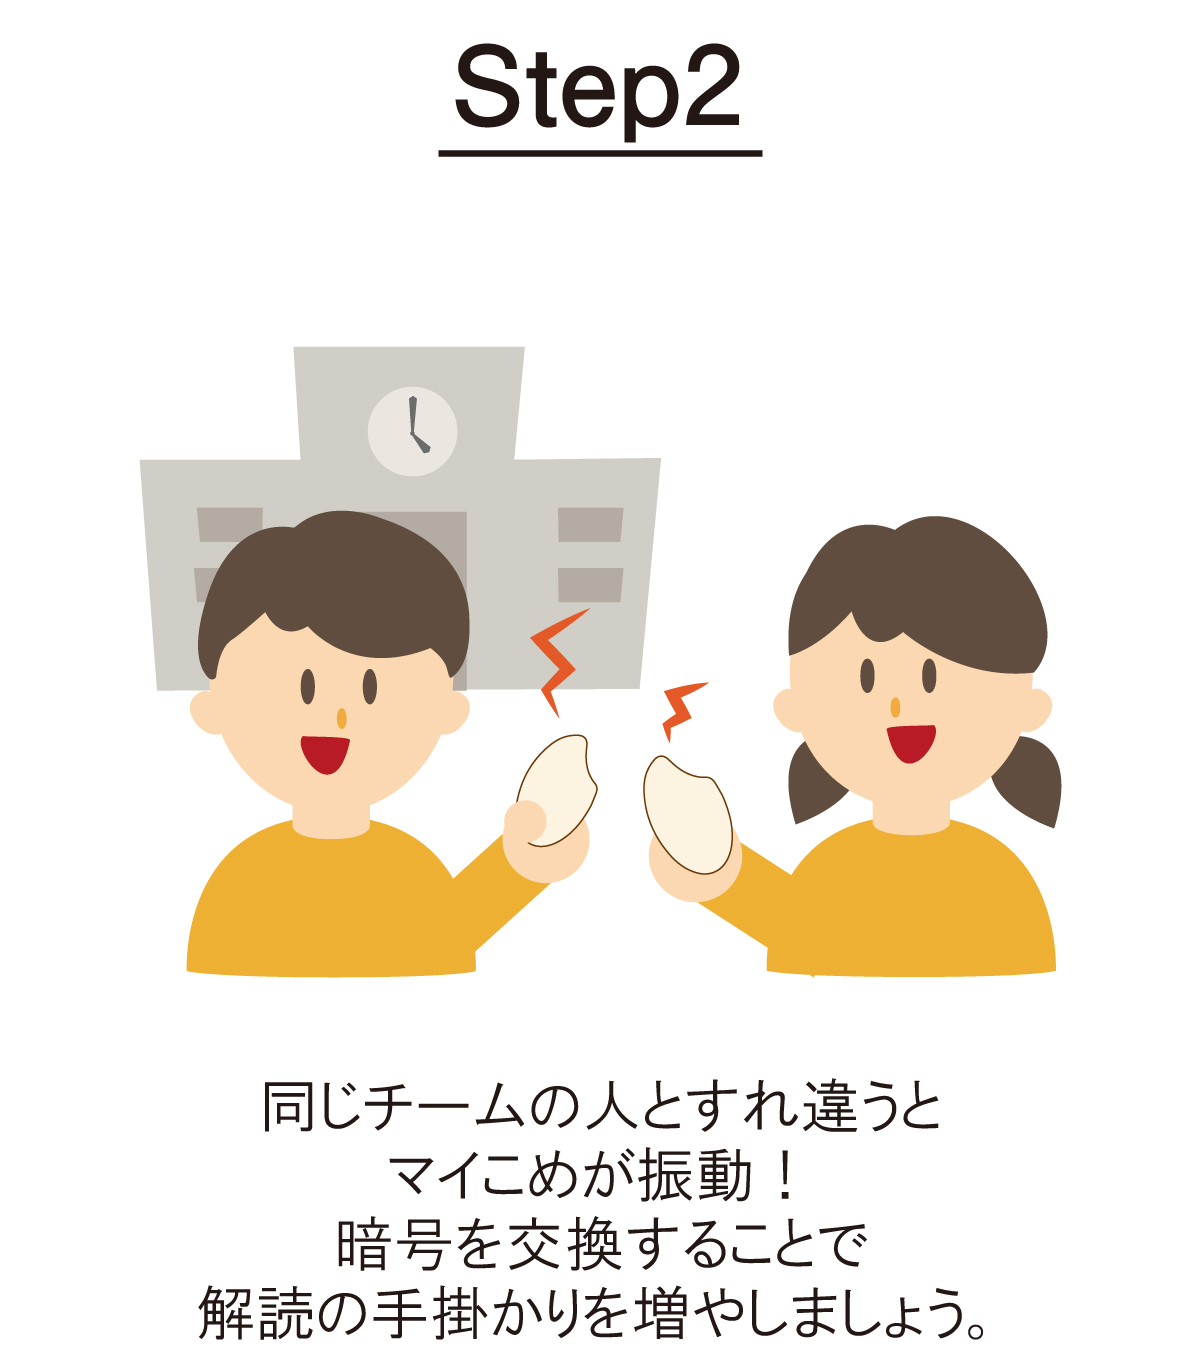 Step2
同じチームの人とすれ違うと
マイこめが振動！
暗号を交換することで
解読の手掛かりを増やしましょう。